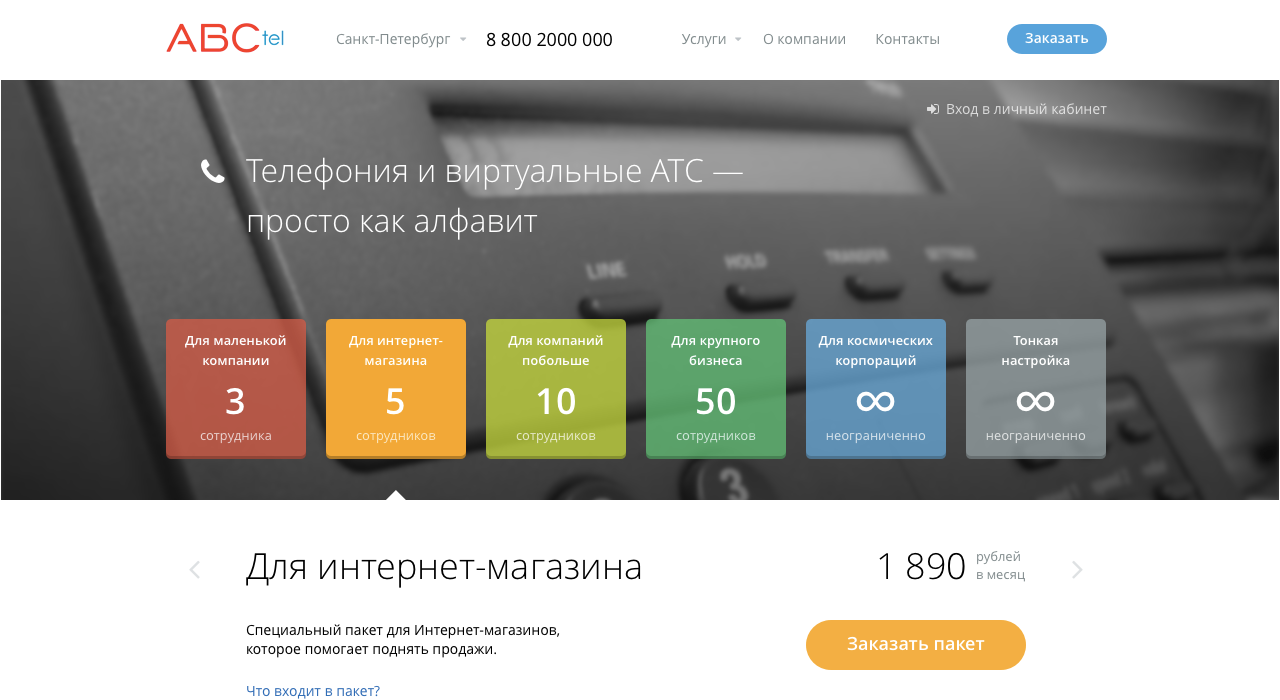 ABCtel
Санкт-Петербург
8 800 2000 000
Услуги
О компании
Контакты
Заказать
Вход в личный кабинет
Телефония и виртуальные АТС —
просто как алфавит
LINE
HOLD
TRANSFER
Для маленькой
компании
3
сотрудника
Для интернет-
магазина
5
сотрудников
Для компаний
побольше
10
сотрудников
Для крупного
бизнеса
50
сотрудников
Для космических
корпораций
∞
неограниченно
Тонкая
настройка
∞
неограниченно
3
Для интернет-магазина
1 890
рублей
в месяц
Специальный пакет для Интернет-магазинов,
которое помогает поднять продажи.
Заказать пакет
Что входит в пакет?